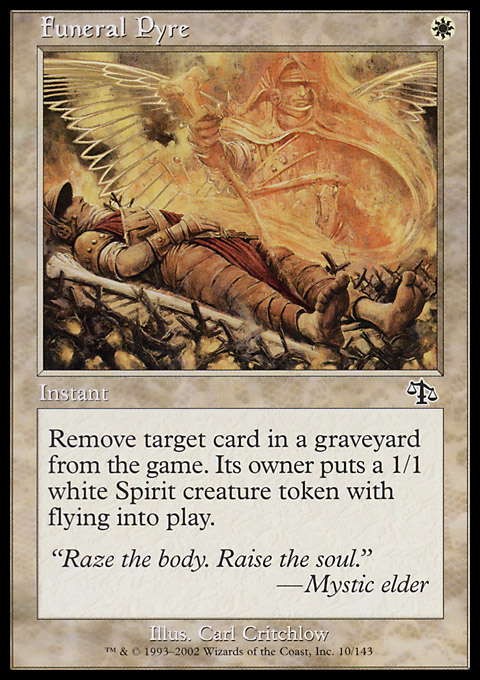 Funeral Pyre
Instant
Remove target card in a graveyard
from the game. Its owner puts a 1/1
white Spirit creature token with
flying into play.
“Raze the body. Raise the soul.”
—Mystic elder
Illus. Carl Critchlow
™ & © 1993–2002 Wizards of the Coast, Inc. 10/143